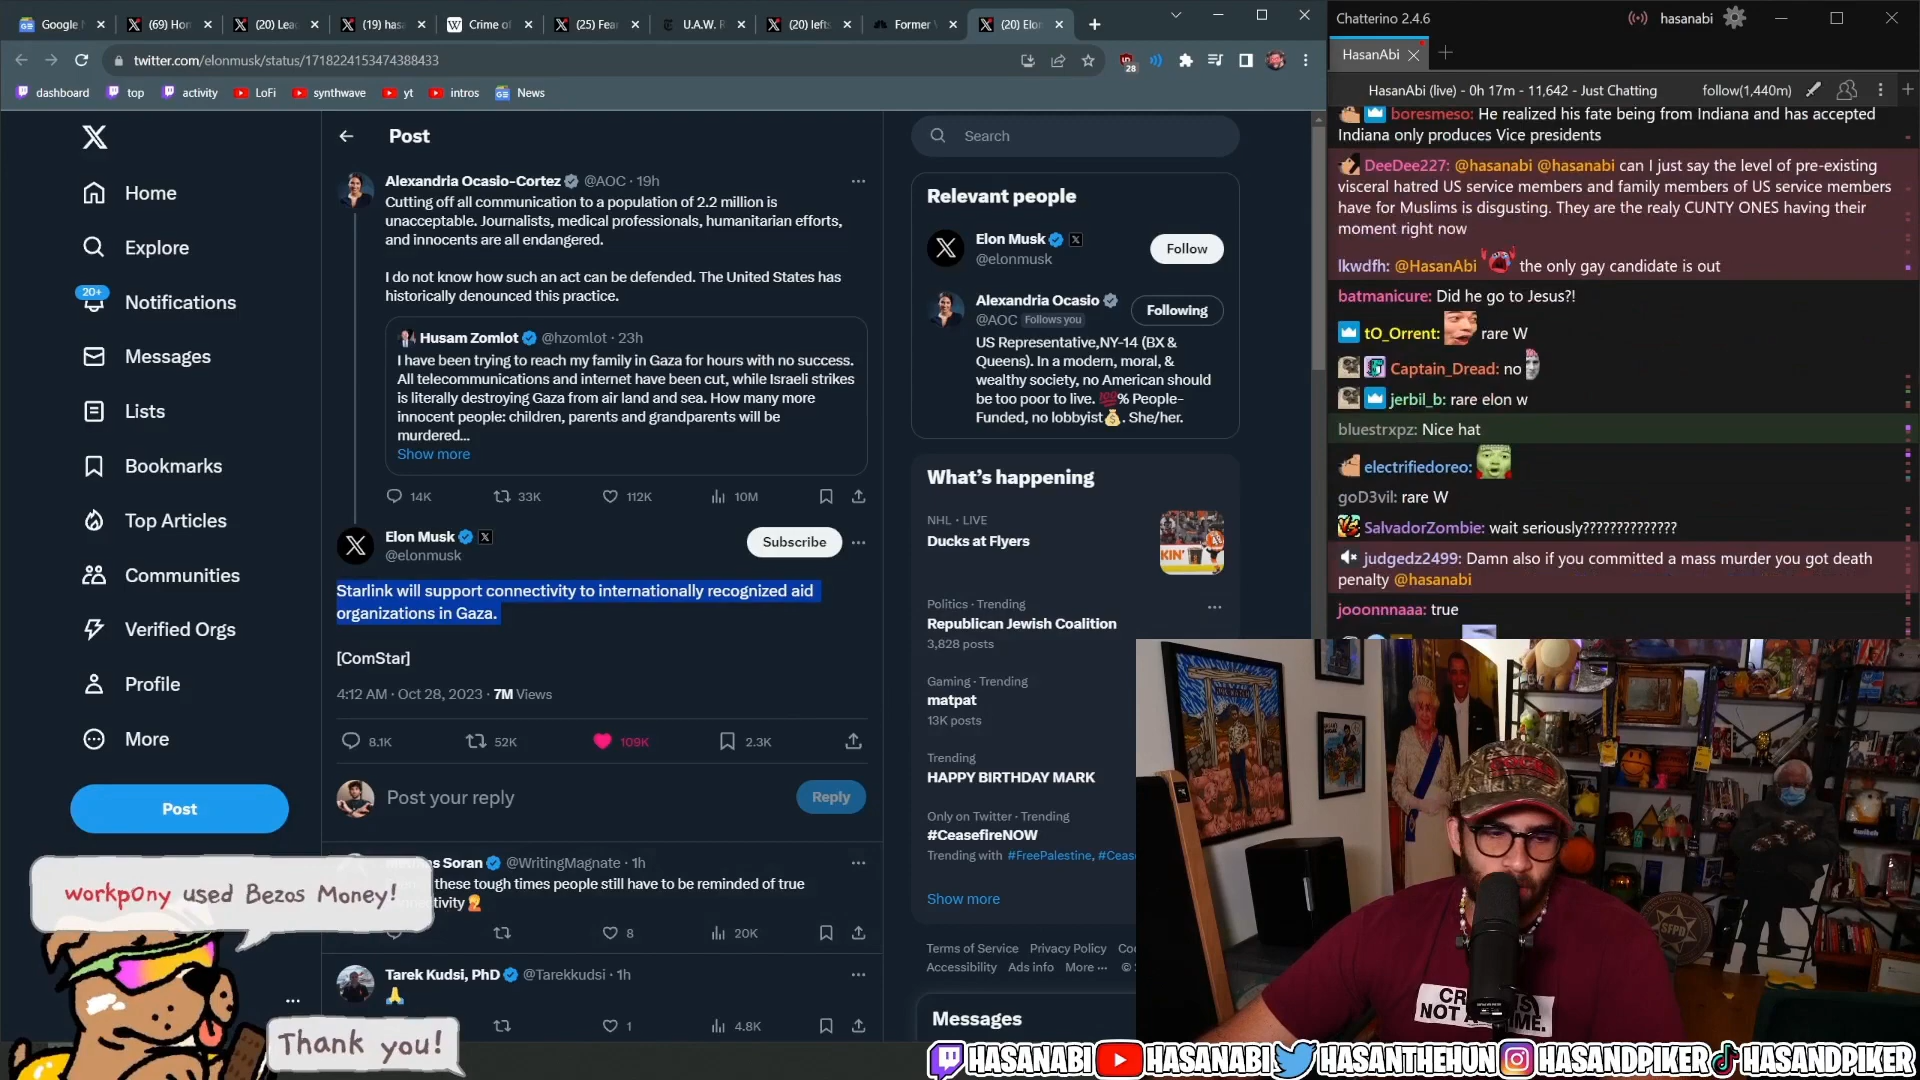 Google
(69) Hon
(20) Lea
(19) hasa
Crime of
(25) Fear
U.A.W. R
(20) lefts
Former V
(20) Elon
twitter.com/elonmusk/status/1718224153474388433
28
dashboard
top
activity
LoFi
synthwave
yt
intros
News
Home
Explore
20+
Notifications
Messages
Lists
Bookmarks
Top Articles
Communities
Verified Orgs
Profile
More
Post
Post
Alexandria Ocasio-Cortez @AOC · 19h
Cutting off all communication to a population of 2.2 million is
unacceptable. Journalists, medical professionals, humanitarian efforts,
and innocents are all endangered.
I do not know how such an act can be defended. The United States has
historically denounced this practice.
Husam Zomlot @hzomlot · 23h
I have been trying to reach my family in Gaza for hours with no success.
All telecommunications and internet have been cut, while Israeli strikes
is literally destroying Gaza from air land and sea. How many more
innocent people: children, parents and grandparents will be
murdered...
Show more
14K 33K 112K 10M
Elon Musk
@elonmusk
Subscribe
Starlink will support connectivity to internationally recognized aid
organizations in Gaza.
[ComStar]
4:12 AM · Oct 28, 2023 · 7M Views
8.1K 52K 109K 2.3K
Post your reply
Reply
Soran @WritingMagnate · 1h
these tough times people still have to be reminded of true
8 20K
Tarek Kudsi, PhD @Tarekkudsi · 1h
1 4.8K
Search
Relevant people
Elon Musk
@elonmusk
Follow
Alexandria Ocasio
@AOC Follows you
Following
US Representative,NY-14 (BX &
Queens). In a modern, moral, &
wealthy society, no American should
be too poor to live. 💯% People-
Funded, no lobbyist💰. She/her.
What's happening
NHL · LIVE
Ducks at Flyers
Politics · Trending
Republican Jewish Coalition
3,828 posts
Gaming · Trending
matpat
13K posts
Trending
HAPPY BIRTHDAY MARK
Only on Twitter · Trending
#CeasefireNOW
Trending with #FreePalestine, #Cease
Show more
Terms of Service Privacy Policy Coo
Accessibility Ads info More ··· ©
Messages
Chatterino 2.4.6
hasanabi
HasanAbi
HasanAbi (live) - 0h 17m - 11,642 - Just Chatting
follow(1,440m)
boresmeso: He realized his fate being from Indiana and has accepted
Indiana only produces Vice presidents
DeeDee227: @hasanabi @hasanabi can I just say the level of pre-existing
visceral hatred US service members and family members of US service members
have for Muslims is disgusting. They are the realy CUNTY ONES having their
moment right now
lkwdfh: @HasanAbi the only gay candidate is out
batmanicure: Did he go to Jesus?!
tO_Orrent: rare W
Captain_Dread: no
jerbil_b: rare elon w
bluestrxpz: Nice hat
electrifiedoreo:
goD3vil: rare W
SalvadorZombie: wait seriously?????????????
judgedz2499: Damn also if you committed a mass murder you got death
penalty @hasanabi
jooonnnaaa: true
workp0ny used Bezos Money!
Thank you!
SFPD
HASANABI HASANABI HASANTHEHUN HASANDPIKER HASANDPIKER